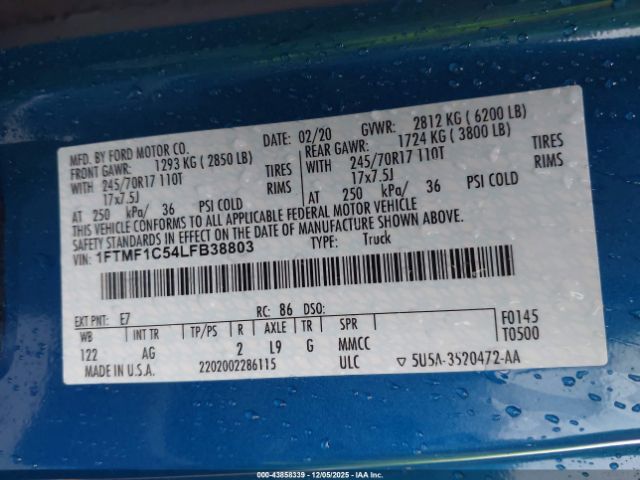 MFD. BY FORD MOTOR CO.
DATE: 02/20 GVWR: 2812 KG ( 6200 LB)
FRONT GAWR: 1293 KG ( 2850 LB) REAR GAWR: 1724 KG ( 3800 LB)
WITH 245/70R17 110T TIRES WITH 245/70R17 110T TIRES
17x7.5J RIMS 17x7.5J RIMS
AT 250 kPa/ 36 PSI COLD AT 250 kPa/ 36 PSI COLD
THIS VEHICLE CONFORMS TO ALL APPLICABLE FEDERAL MOTOR VEHICLE
SAFETY STANDARDS IN EFFECT ON THE DATE OF MANUFACTURE SHOWN ABOVE.
VIN: 1FTMF1C54LFB38803 TYPE: Truck
EXT PNT: E7 RC: 86 DSO: F0145
WB INT TR TP/PS R AXLE TR SPR T0500
122 AG 2 L9 G MMCC
MADE IN U.S.A. 2202002286115 ULC ▽ 5U5A-3520472-AA
000-43858339 - 12/05/2025 - IAA Inc.